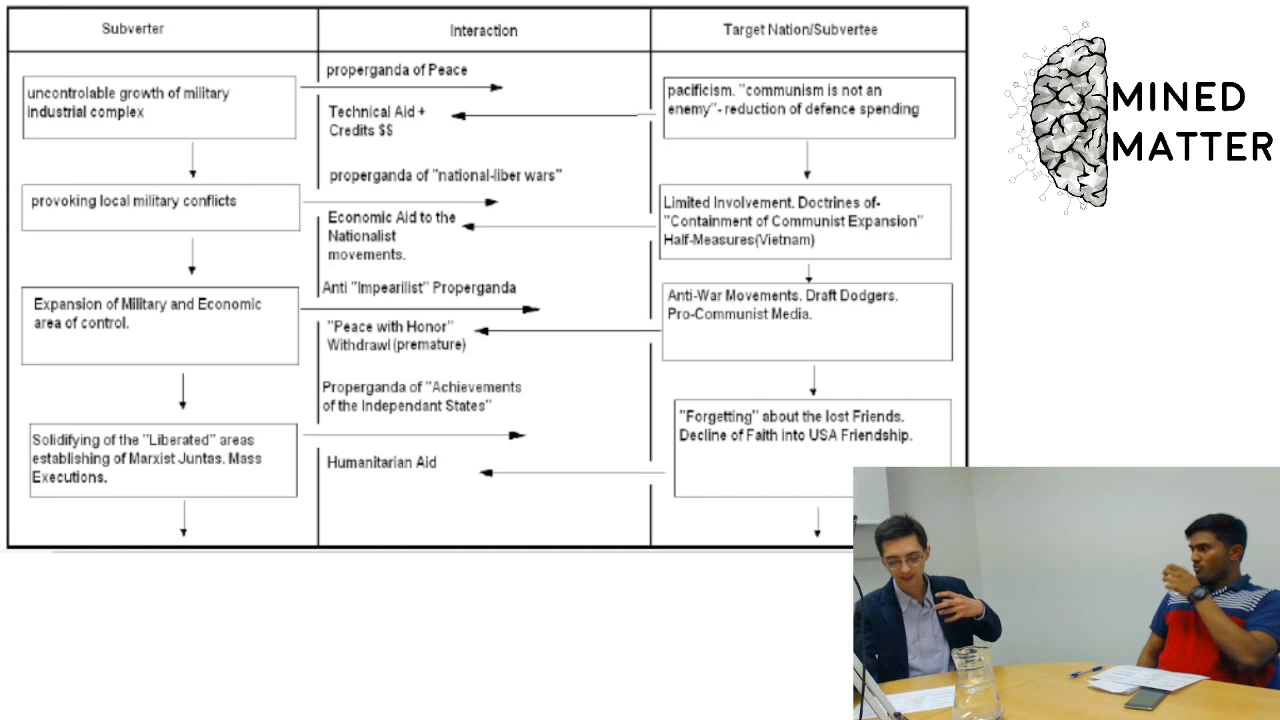 Subverter
Interaction
Target Nation/Subvertee
uncontrolable growth of military
industrial complex
properganda of Peace
Technical Aid +
Credits $$
pacificism. "communism is not an
enemy"- reduction of defence spending
provoking local military conflicts
properganda of "national-liber wars"
Economic Aid to the
Nationalist
movements.
Limited Involvement. Doctrines of-
"Containment of Communist Expansion"
Half-Measures(Vietnam)
Expansion of Military and Economic
area of control.
Anti "Impearilist" Properganda
"Peace with Honor"
Withdrawl (premature)
Anti-War Movements. Draft Dodgers.
Pro-Communist Media.
Solidifying of the "Liberated" areas
establishing of Marxist Juntas. Mass
Executions.
Properganda of "Achievements
of the Independant States"
Humanitarian Aid
"Forgetting" about the lost Friends.
Decline of Faith into USA Friendship.
MINED
MATTER